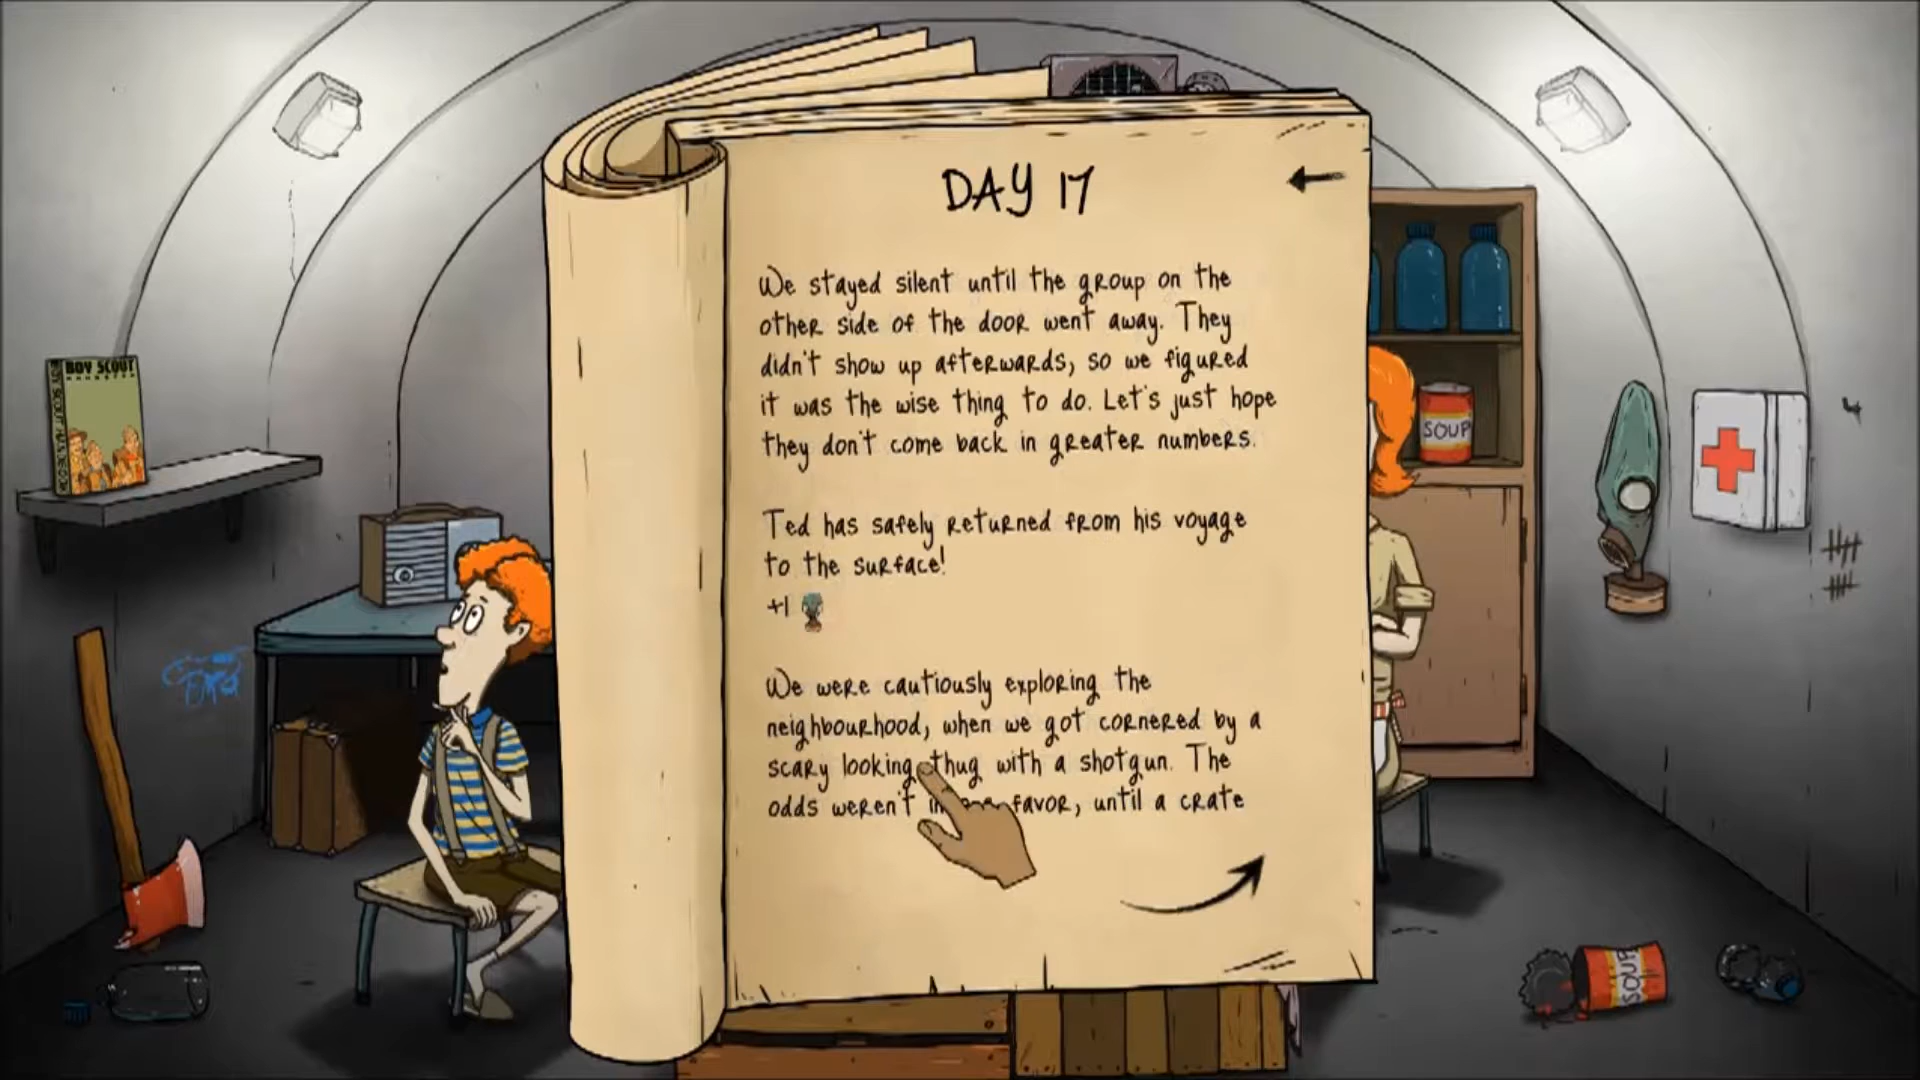 DAY 17
We stayed silent until the group on the
other side of the door went away. They
didn't show up afterwards, so we figured
it was the wise thing to do. Let's just hope
they don't come back in greater numbers.
Ted has safely returned from his voyage
to the surface!
+1
We were cautiously exploring the
neighbourhood, when we got cornered by a
scary looking thug with a shotgun. The
odds weren't in favor, until a crate
BOY SCOUT
SOUP
SOUP